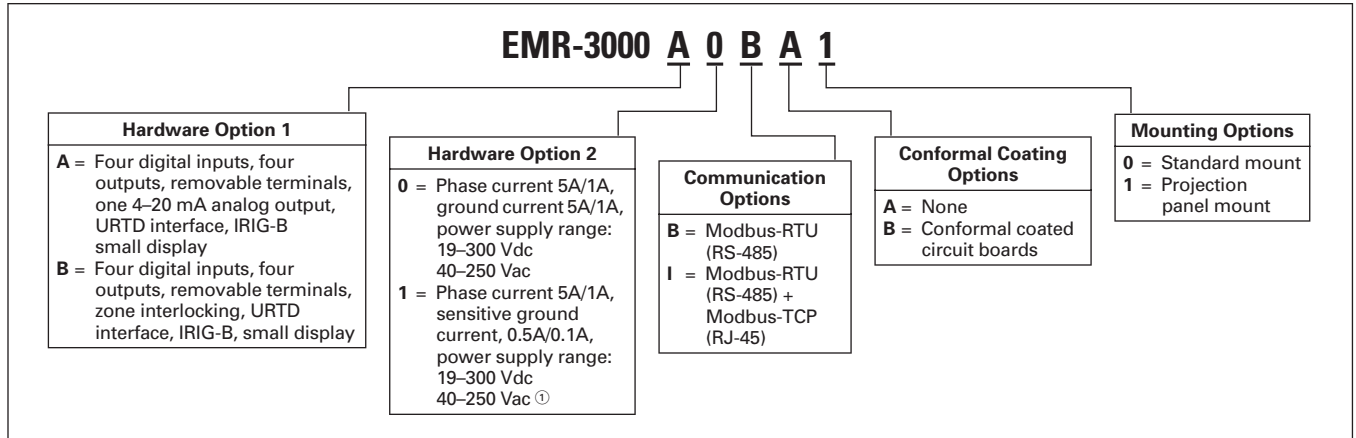 EMR-3000 A 0 B A 1
Hardware Option 1
A = Four digital inputs, four
outputs, removable terminals,
one 4–20 mA analog output,
URTD interface, IRIG-B
small display
B = Four digital inputs, four
outputs, removable terminals,
zone interlocking, URTD
interface, IRIG-B, small display
Hardware Option 2
0 = Phase current 5A/1A,
ground current 5A/1A,
power supply range:
19–300 Vdc
40–250 Vac
1 = Phase current 5A/1A,
sensitive ground
current, 0.5A/0.1A,
power supply range:
19–300 Vdc
40–250 Vac ①
Communication
Options
B = Modbus-RTU
(RS-485)
I = Modbus-RTU
(RS-485) +
Modbus-TCP
(RJ-45)
Conformal Coating
Options
A = None
B = Conformal coated
circuit boards
Mounting Options
0 = Standard mount
1 = Projection
panel mount